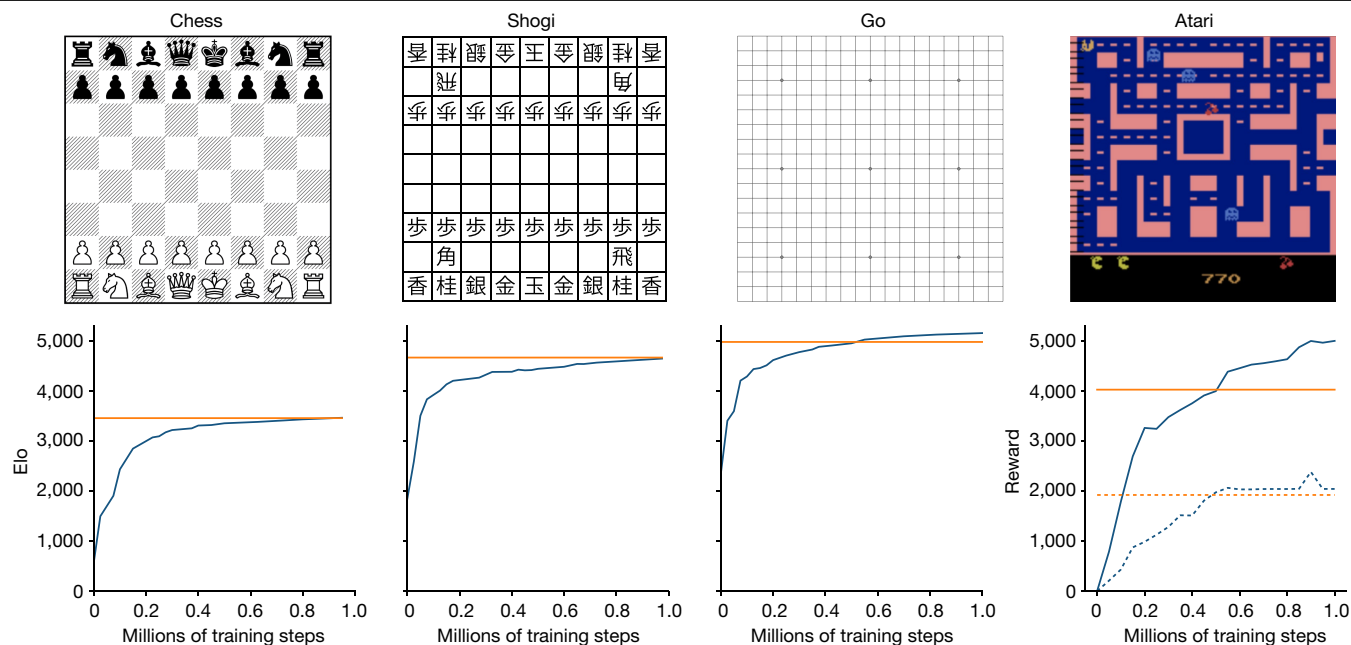 Chess Shogi Go Atari
香 桂 銀 金 玉 金 銀 桂 香
飛 角
歩 歩 歩 歩 歩 歩 歩 歩 歩
歩 歩 歩 歩 歩 歩 歩 歩 歩
角 飛
香 桂 銀 金 玉 金 銀 桂 香
770
Elo
5,000
4,000
3,000
2,000
1,000
0
0 0.2 0.4 0.6 0.8 1.0
Millions of training steps
0 0.2 0.4 0.6 0.8 1.0
Millions of training steps
0 0.2 0.4 0.6 0.8 1.0
Millions of training steps
Reward
5,000
4,000
3,000
2,000
1,000
0
0 0.2 0.4 0.6 0.8 1.0
Millions of training steps